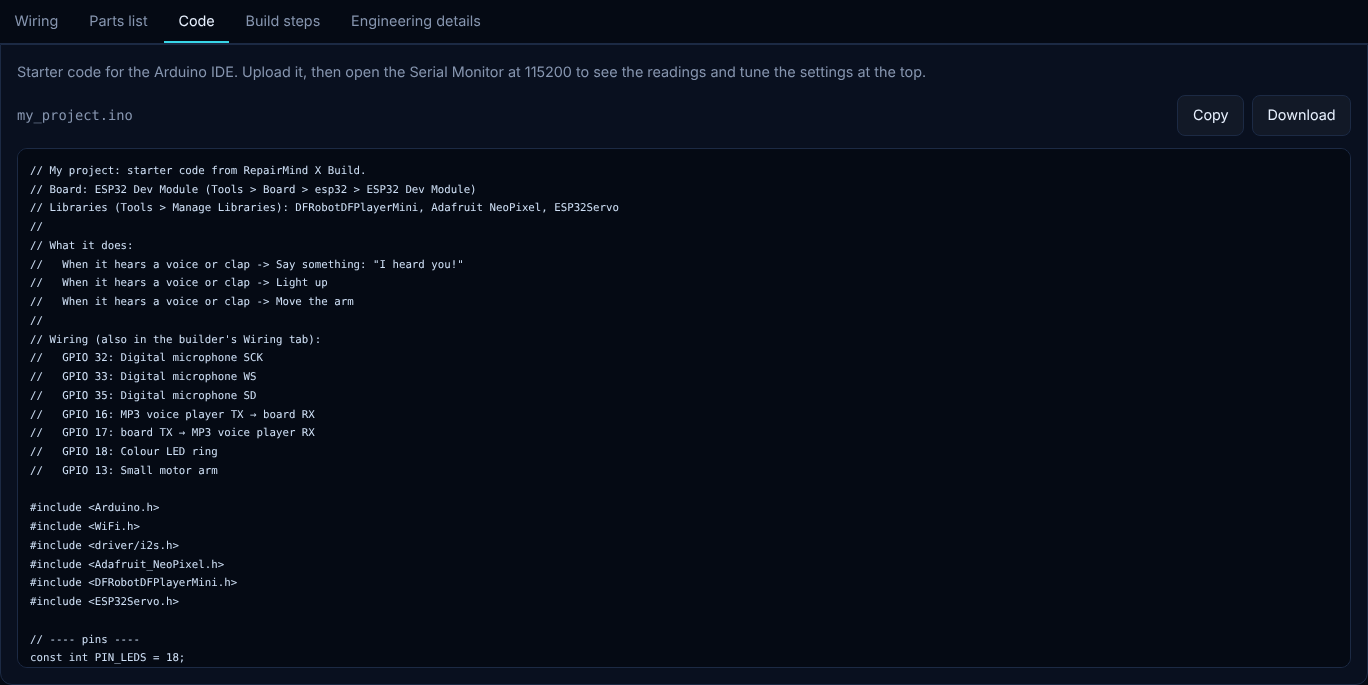 Wiring Parts list Code Build steps Engineering details
Starter code for the Arduino IDE. Upload it, then open the Serial Monitor at 115200 to see the readings and tune the settings at the top.
my_project.ino Copy Download
// My project: starter code from RepairMind X Build.
// Board: ESP32 Dev Module (Tools > Board > esp32 > ESP32 Dev Module)
// Libraries (Tools > Manage Libraries): DFRobotDFPlayerMini, Adafruit NeoPixel, ESP32Servo
//
// What it does:
//   When it hears a voice or clap -> Say something: "I heard you!"
//   When it hears a voice or clap -> Light up
//   When it hears a voice or clap -> Move the arm
//
// Wiring (also in the builder's Wiring tab):
//   GPIO 32: Digital microphone SCK
//   GPIO 33: Digital microphone WS
//   GPIO 35: Digital microphone SD
//   GPIO 16: MP3 voice player TX → board RX
//   GPIO 17: board TX → MP3 voice player RX
//   GPIO 18: Colour LED ring
//   GPIO 13: Small motor arm
#include <Arduino.h>
#include <WiFi.h>
#include <driver/i2s.h>
#include <Adafruit_NeoPixel.h>
#include <DFRobotDFPlayerMini.h>
#include <ESP32Servo.h>
// ---- pins ----
const int PIN_LEDS = 18;